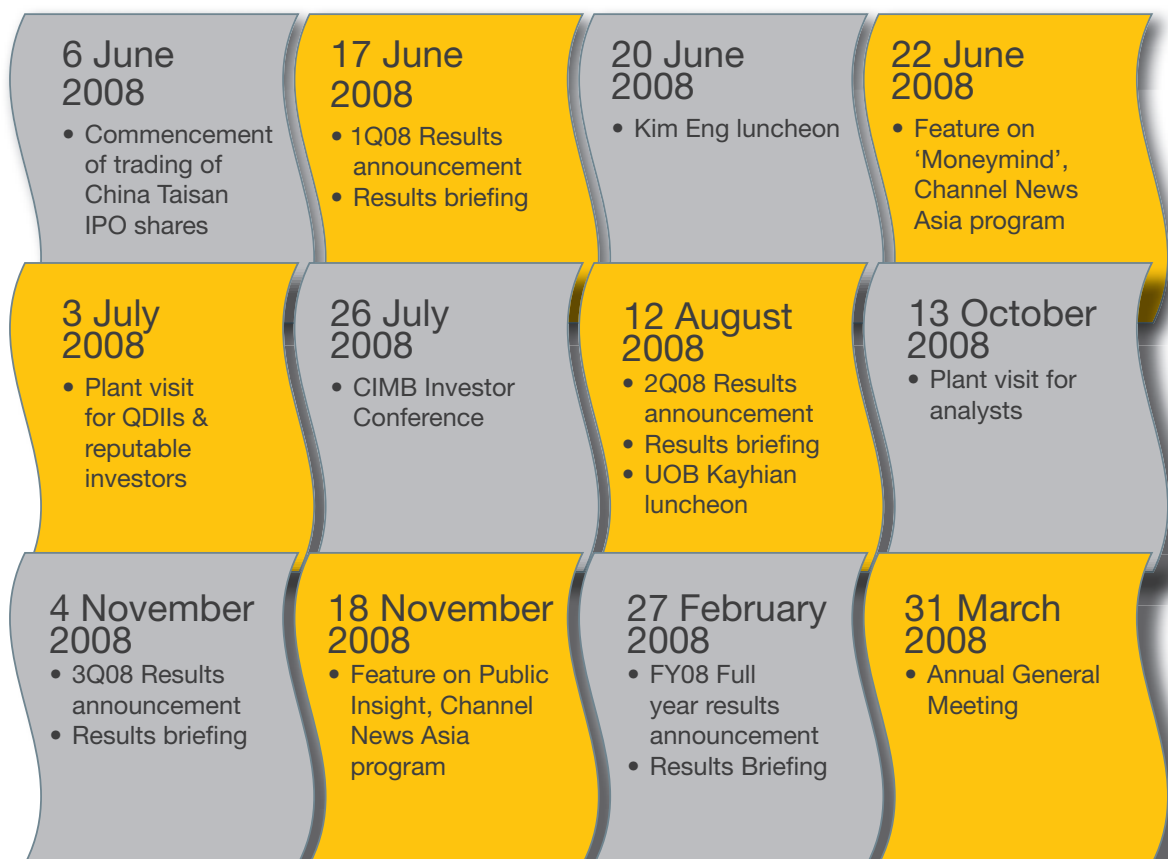 6 June
2008
• Commencement
of trading of
China Taisan
IPO shares
17 June
2008
• 1Q08 Results
announcement
• Results briefing
20 June
2008
• Kim Eng luncheon
22 June
2008
• Feature on
‘Moneymind’,
Channel News
Asia program
3 July
2008
• Plant visit
for QDIIs &
reputable
investors
26 July
2008
• CIMB Investor
Conference
12 August
2008
• 2Q08 Results
announcement
• Results briefing
• UOB Kayhian
luncheon
13 October
2008
• Plant visit for
analysts
4 November
2008
• 3Q08 Results
announcement
• Results briefing
18 November
2008
• Feature on Public
Insight, Channel
News Asia
program
27 February
2008
• FY08 Full
year results
announcement
• Results Briefing
31 March
2008
• Annual General
Meeting